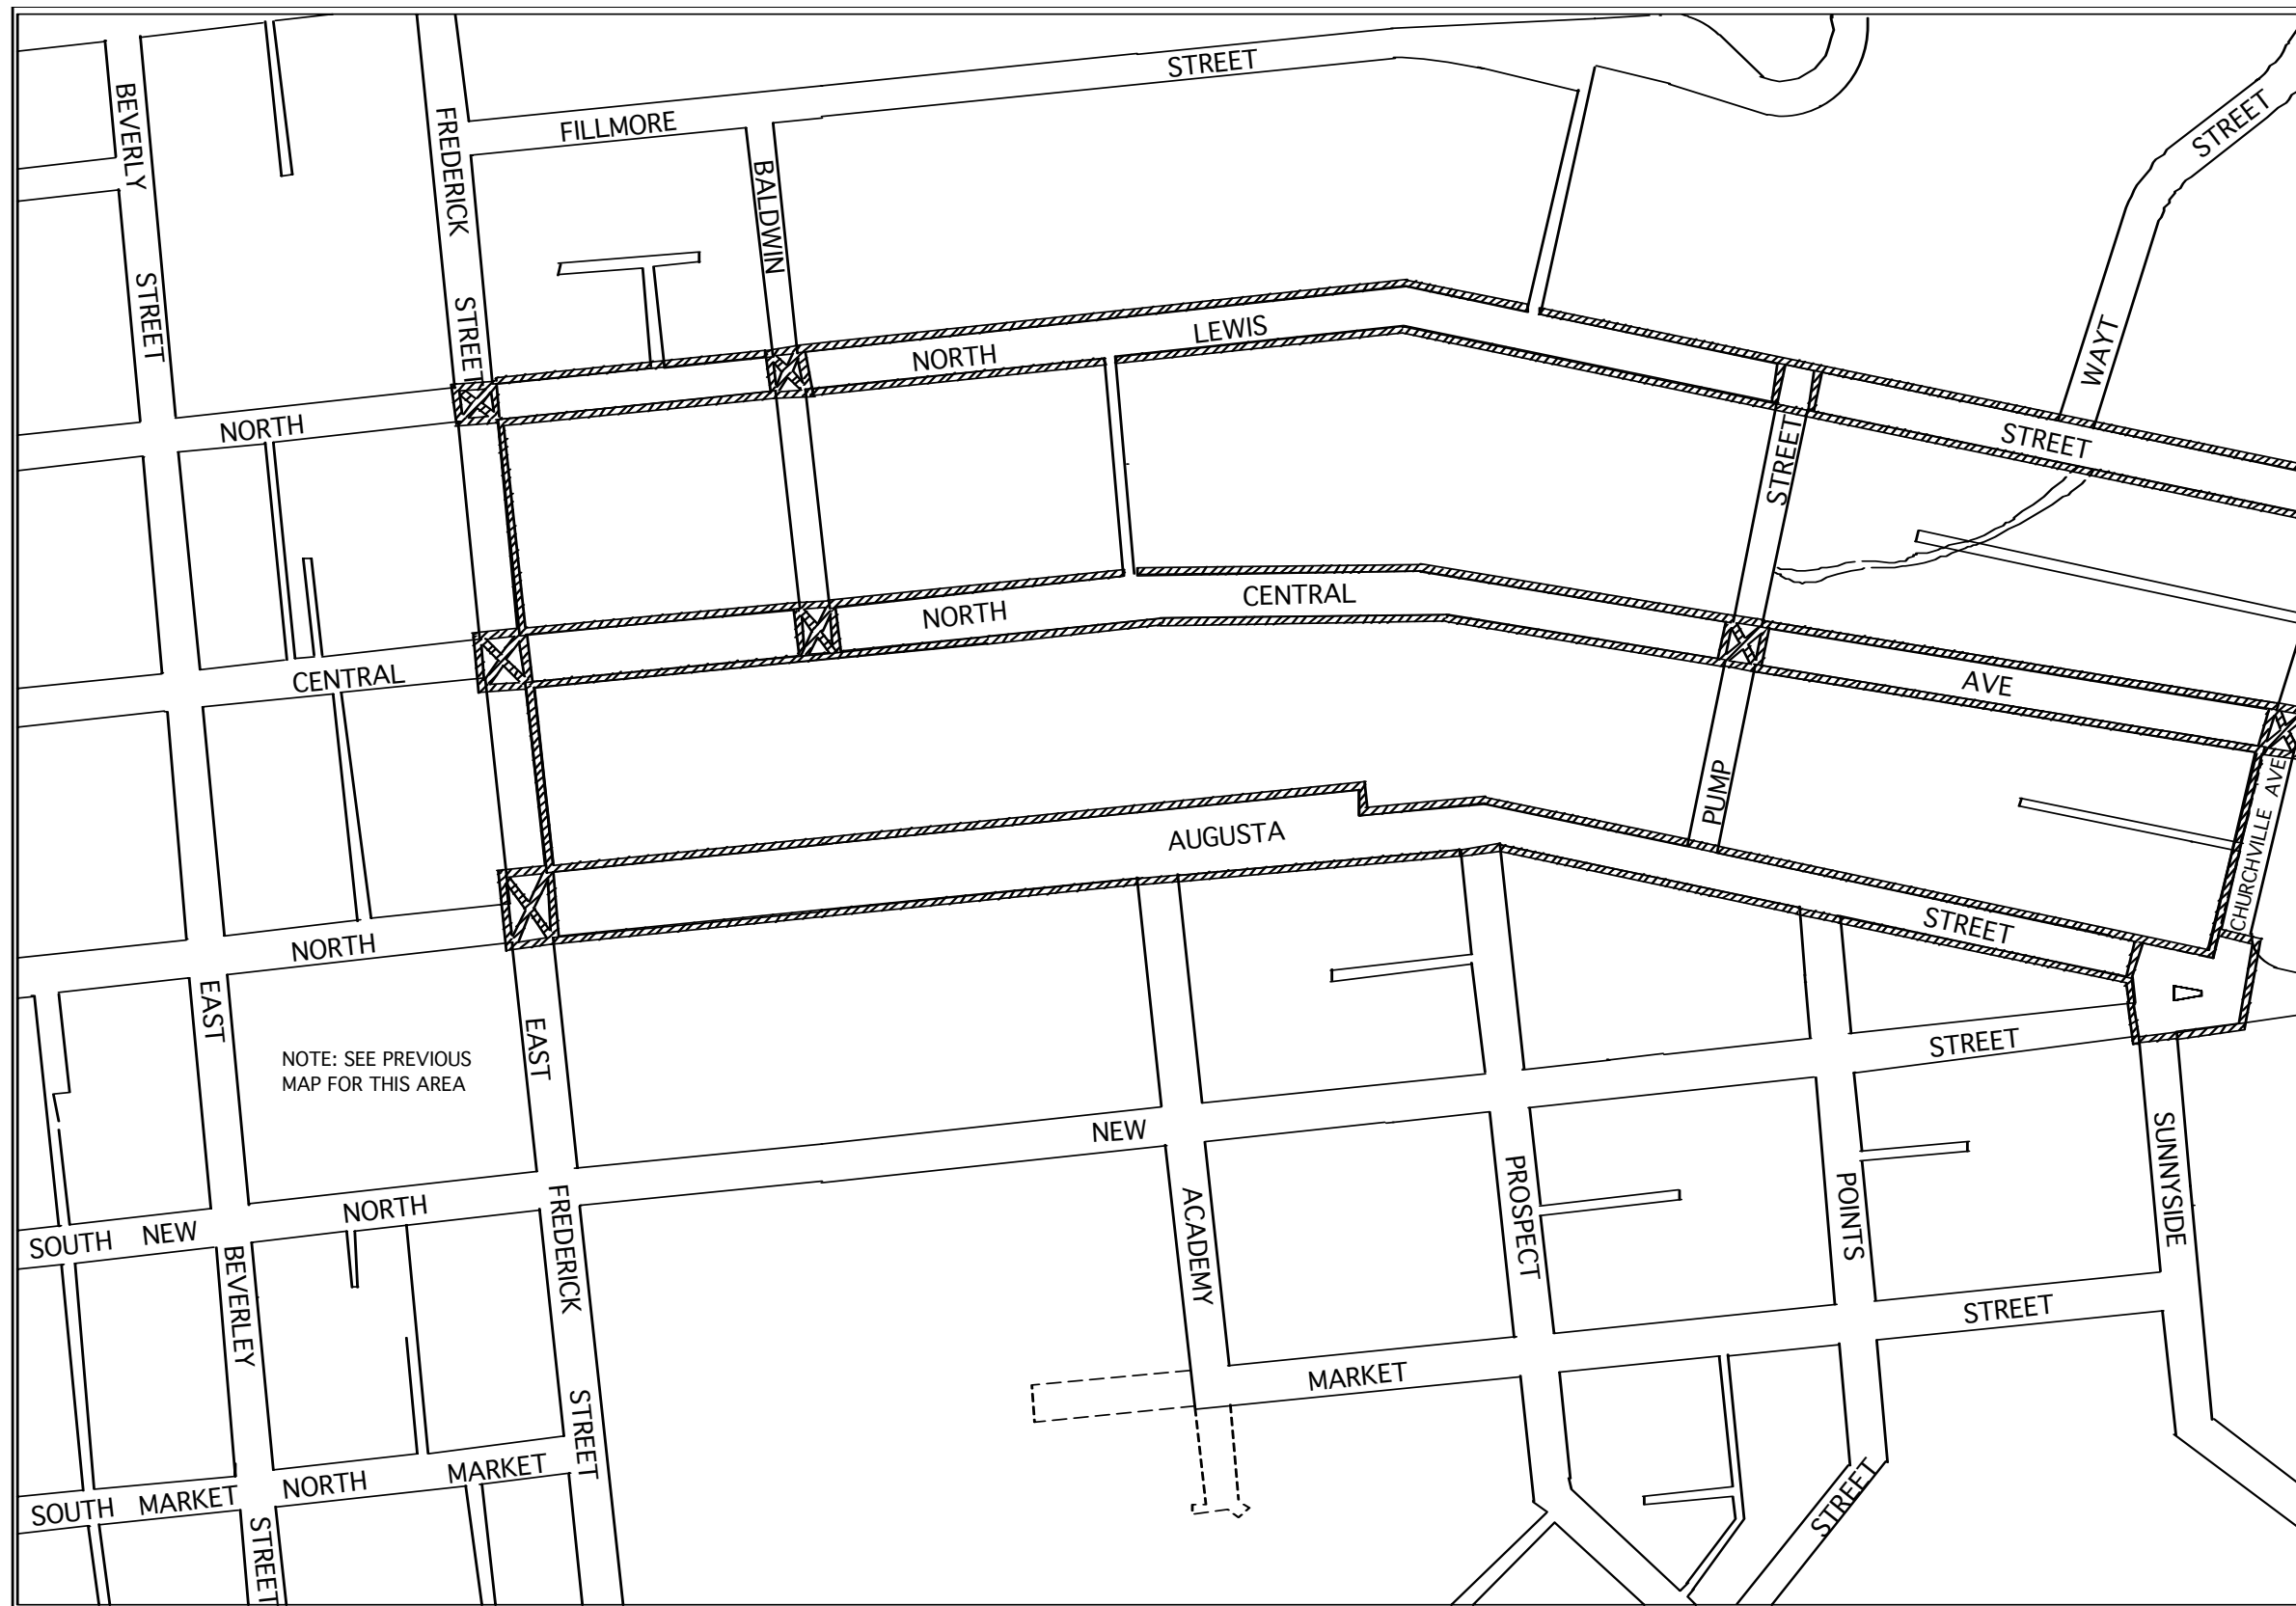 STREET
FILLMORE
BEVERLY
STREET
FREDERICK
STREET
BALDWIN
WAYT
STREET
NORTH
LEWIS
NORTH
STREET
STREET
PUMP
CENTRAL
NORTH
CENTRAL
AVE
CHURCHVILLE AVE
NORTH
AUGUSTA
STREET
EAST
EAST
NOTE: SEE PREVIOUS
MAP FOR THIS AREA
STREET
NEW
NORTH
SOUTH NEW
BEVERLEY
STREET
FREDERICK
STREET
ACADEMY
PROSPECT
POINTS
STREET
SUNNYSIDE
STREET
MARKET
NORTH MARKET
SOUTH MARKET